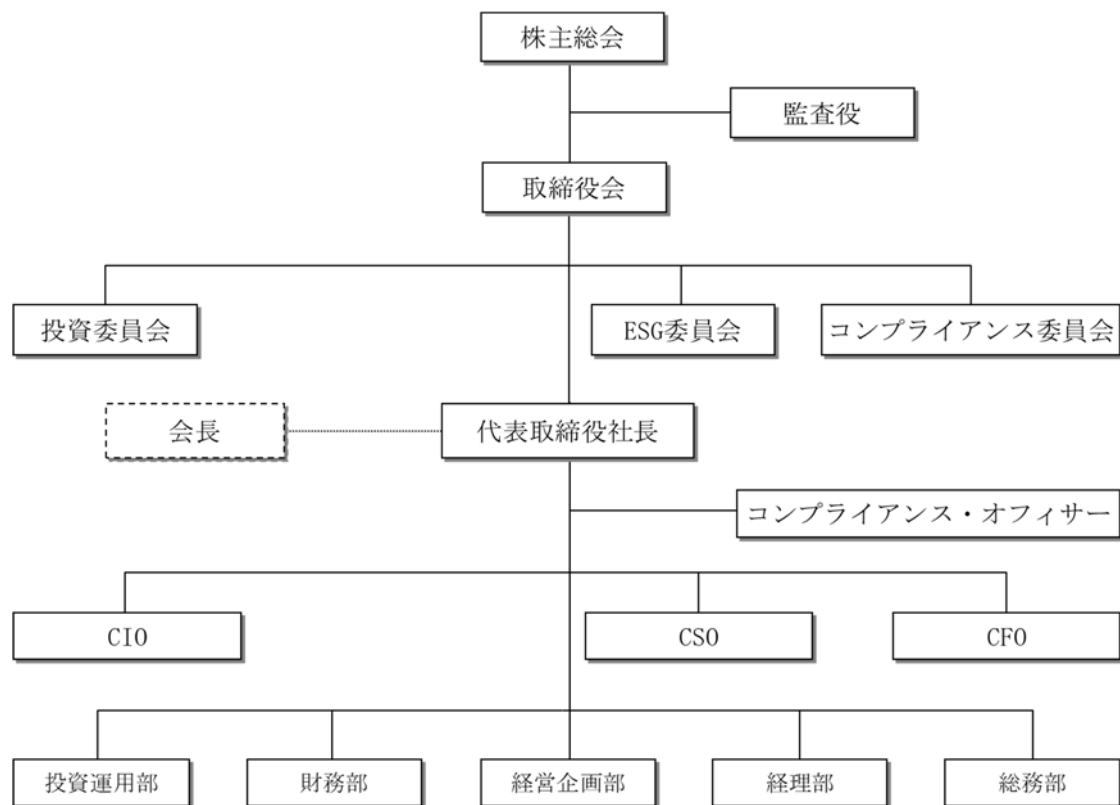 株主総会
監査役
取締役会
投資委員会
ESG委員会
コンプライアンス委員会
会長
代表取締役社長
コンプライアンス・オフィサー
CIO
CSO
CFO
投資運用部
財務部
経営企画部
経理部
総務部